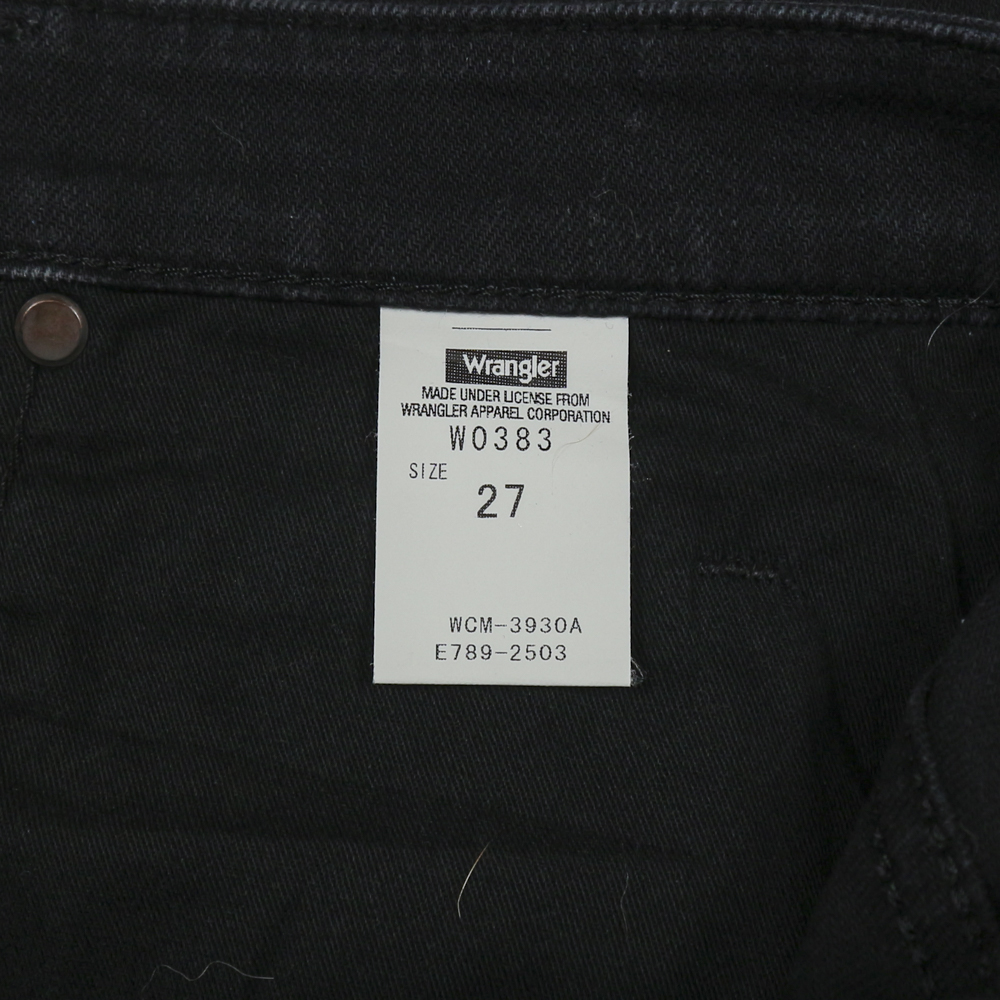 Wrangler
MADE UNDER LICENSE FROM
WRANGLER APPAREL CORPORATION
W0383
SIZE
27
WCM-3930A
E789-2503